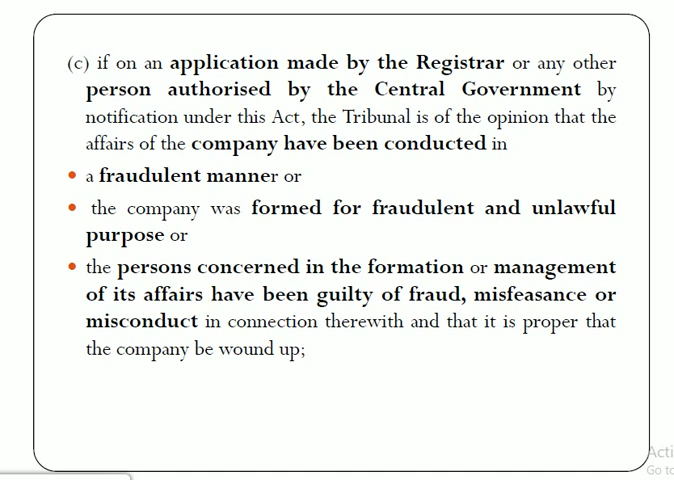 (c) if on an application made by the Registrar or any other
person authorised by the Central Government by
notification under this Act, the Tribunal is of the opinion that the
affairs of the company have been conducted in
• a fraudulent manner or
• the company was formed for fraudulent and unlawful
purpose or
• the persons concerned in the formation or management
of its affairs have been guilty of fraud, misfeasance or
misconduct in connection therewith and that it is proper that
the company be wound up;
Acti
Go to